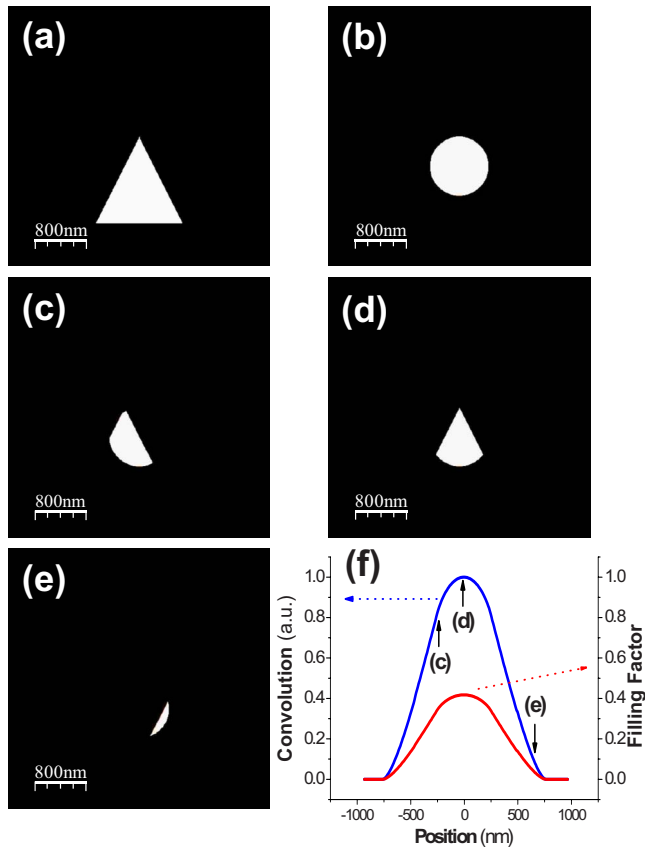 (a)
800nm
(b)
800nm
(c)
800nm
(d)
800nm
(e)
800nm
(f)
Convolution (a.u.)
1.0
0.8
0.6
0.4
0.2
0.0
(d)
(c)
(e)
1.0
0.8
0.6
0.4
0.2
0.0
Filling Factor
-1000 -500 0 500 1000
Position (nm)